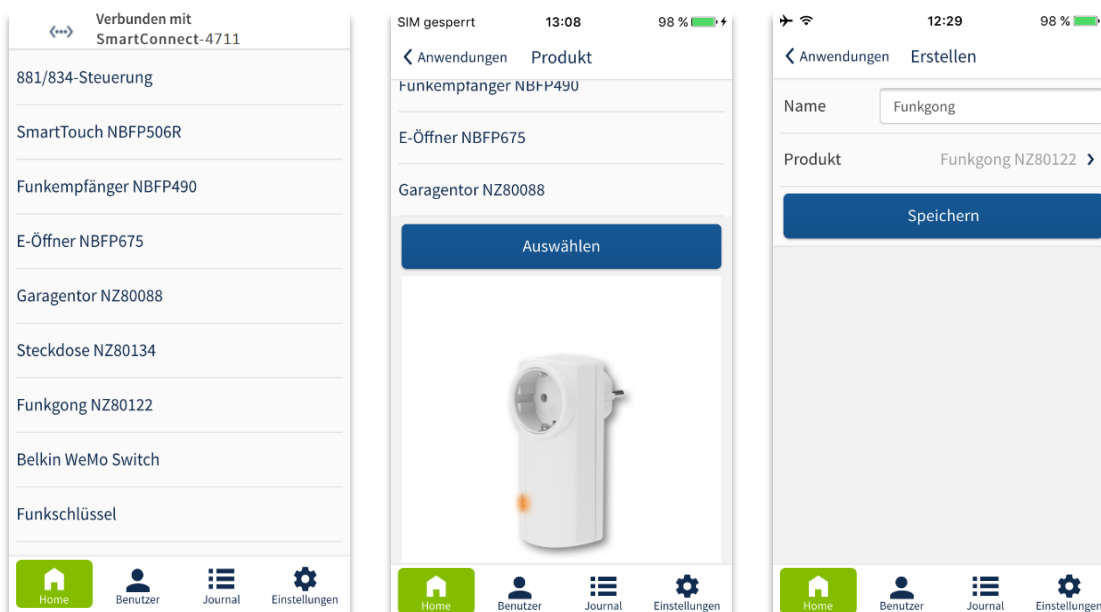 Verbunden mit
SmartConnect-4711
881/834-Steuerung
SmartTouch NBFP506R
Funkempfänger NBFP490
E-Öffner NBFP675
Garagentor NZ80088
Steckdose NZ80134
Funkgong NZ80122
Belkin WeMo Switch
Funkschlüssel
Home Benutzer Journal Einstellungen
SIM gesperrt 13:08 98 %
Anwendungen Produkt
Funkempfänger NBFP490
E-Öffner NBFP675
Garagentor NZ80088
Auswählen
Home Benutzer Journal Einstellungen
12:29 98 %
Anwendungen Erstellen
Name Funkgong
Produkt Funkgong NZ80122
Speichern
Home Benutzer Journal Einstellungen